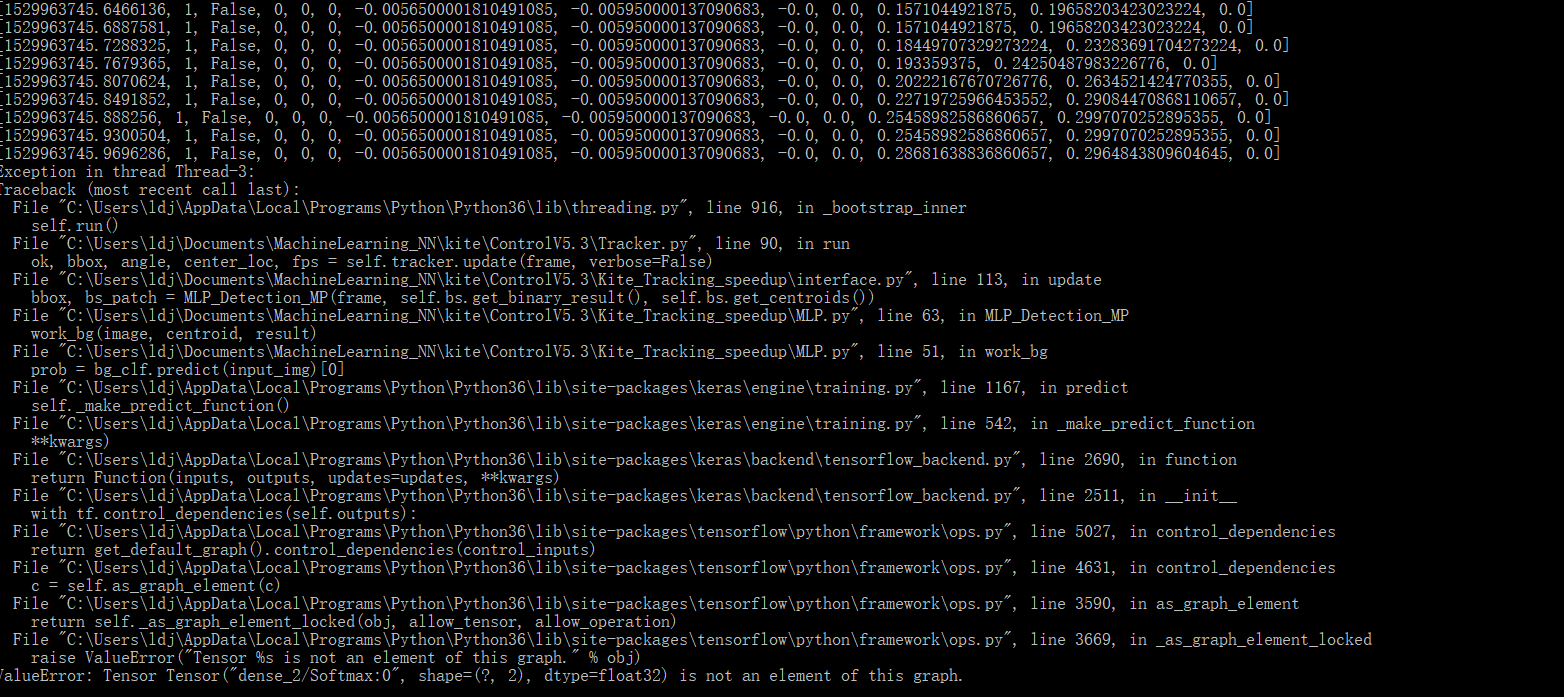 [1529963745.6466136, 1, False, 0, 0, 0, -0.0056500001810491085, -0.005950000137090683, -0.0, 0.0, 0.1571044921875, 0.19658203423023224, 0.0]
[1529963745.6887581, 1, False, 0, 0, 0, -0.0056500001810491085, -0.005950000137090683, -0.0, 0.0, 0.1571044921875, 0.19658203423023224, 0.0]
[1529963745.7288325, 1, False, 0, 0, 0, -0.0056500001810491085, -0.005950000137090683, -0.0, 0.0, 0.18449707329273224, 0.23283691704273224, 0.0]
[1529963745.7679365, 1, False, 0, 0, 0, -0.0056500001810491085, -0.005950000137090683, -0.0, 0.0, 0.193359375, 0.24250487983226776, 0.0]
[1529963745.8070624, 1, False, 0, 0, 0, -0.0056500001810491085, -0.005950000137090683, -0.0, 0.0, 0.20222167670726776, 0.2634521424770355, 0.0]
[1529963745.8491852, 1, False, 0, 0, 0, -0.0056500001810491085, -0.005950000137090683, -0.0, 0.0, 0.22719725966453552, 0.29084470868110657, 0.0]
[1529963745.888256, 1, False, 0, 0, 0, -0.0056500001810491085, -0.005950000137090683, -0.0, 0.0, 0.25458982586860657, 0.2997070252895355, 0.0]
[1529963745.9300504, 1, False, 0, 0, 0, -0.0056500001810491085, -0.005950000137090683, -0.0, 0.0, 0.25458982586860657, 0.2997070252895355, 0.0]
[1529963745.9696286, 1, False, 0, 0, 0, -0.0056500001810491085, -0.005950000137090683, -0.0, 0.0, 0.28681638836860657, 0.2964843809604645, 0.0]
Exception in thread Thread-3:
Traceback (most recent call last):
  File "C:\Users\ldj\AppData\Local\Programs\Python\Python36\lib\threading.py", line 916, in _bootstrap_inner
    self.run()
  File "C:\Users\ldj\Documents\MachineLearning_NN\kite\ControlV5.3\Tracker.py", line 90, in run
    ok, bbox, angle, center_loc, fps = self.tracker.update(frame, verbose=False)
  File "C:\Users\ldj\Documents\MachineLearning_NN\kite\ControlV5.3\Kite_Tracking_speedup\interface.py", line 113, in update
    bbox, bs_patch = MLP_Detection_MP(frame, self.bs.get_binary_result(), self.bs.get_centroids())
  File "C:\Users\ldj\Documents\MachineLearning_NN\kite\ControlV5.3\Kite_Tracking_speedup\MLP.py", line 63, in MLP_Detection_MP
    work_bg(image, centroid, result)
  File "C:\Users\ldj\Documents\MachineLearning_NN\kite\ControlV5.3\Kite_Tracking_speedup\MLP.py", line 51, in work_bg
    prob = bg_clf.predict(input_img)[0]
  File "C:\Users\ldj\AppData\Local\Programs\Python\Python36\lib\site-packages\keras\engine\training.py", line 1167, in predict
    self._make_predict_function()
  File "C:\Users\ldj\AppData\Local\Programs\Python\Python36\lib\site-packages\keras\engine\training.py", line 542, in _make_predict_function
    **kwargs)
  File "C:\Users\ldj\AppData\Local\Programs\Python\Python36\lib\site-packages\keras\backend\tensorflow_backend.py", line 2690, in function
    return Function(inputs, outputs, updates=updates, **kwargs)
  File "C:\Users\ldj\AppData\Local\Programs\Python\Python36\lib\site-packages\keras\backend\tensorflow_backend.py", line 2511, in __init__
    with tf.control_dependencies(self.outputs):
  File "C:\Users\ldj\AppData\Local\Programs\Python\Python36\lib\site-packages\tensorflow\python\framework\ops.py", line 5027, in control_dependencies
    return get_default_graph().control_dependencies(control_inputs)
  File "C:\Users\ldj\AppData\Local\Programs\Python\Python36\lib\site-packages\tensorflow\python\framework\ops.py", line 4631, in control_dependencies
    c = self.as_graph_element(c)
  File "C:\Users\ldj\AppData\Local\Programs\Python\Python36\lib\site-packages\tensorflow\python\framework\ops.py", line 3590, in as_graph_element
    return self._as_graph_element_locked(obj, allow_tensor, allow_operation)
  File "C:\Users\ldj\AppData\Local\Programs\Python\Python36\lib\site-packages\tensorflow\python\framework\ops.py", line 3669, in _as_graph_element_locked
    raise ValueError("Tensor %s is not an element of this graph." % obj)
ValueError: Tensor Tensor("dense_2/Softmax:0", shape=(?, 2), dtype=float32) is not an element of this graph.